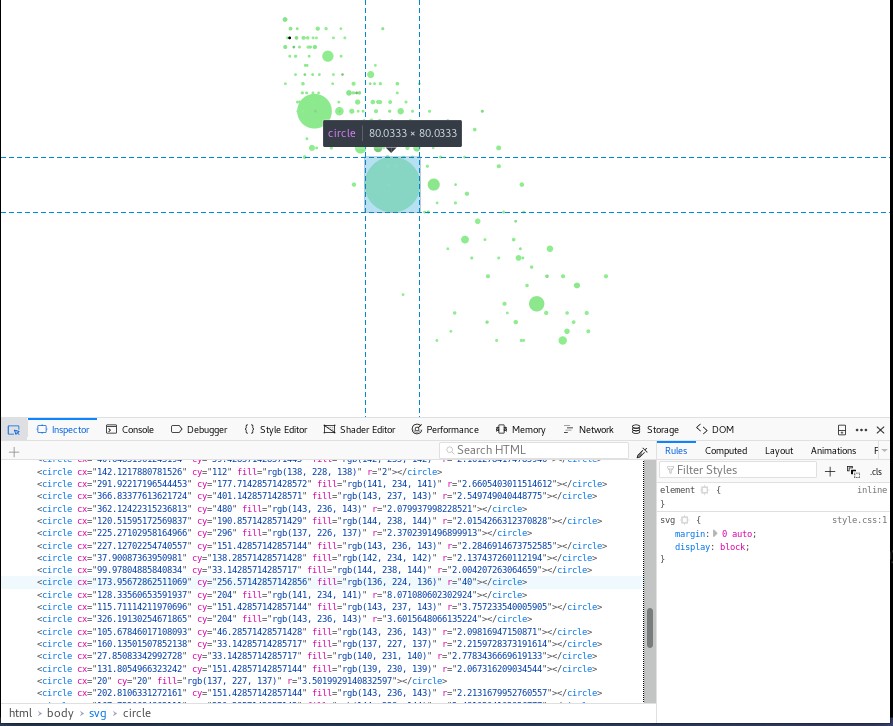 circle 80.0333 × 80.0333
Inspector Console Debugger Style Editor Shader Editor Performance Memory Network Storage DOM
Search HTML
Rules Computed Layout Animations
Filter Styles .cls
<circle cx="142.1217880781526" cy="112" fill="rgb(138, 228, 138)" r="2"></circle>
<circle cx="291.92217196544453" cy="177.71428571428572" fill="rgb(141, 234, 141)" r="2.6605403011514612"></circle>
<circle cx="366.83377613621724" cy="401.1428571428571" fill="rgb(143, 237, 143)" r="2.549749040448775"></circle>
<circle cx="362.12422315236813" cy="480" fill="rgb(143, 236, 143)" r="2.079937998228521"></circle>
<circle cx="120.51595172569837" cy="190.8571428571429" fill="rgb(144, 238, 144)" r="2.0154266312370828"></circle>
<circle cx="225.27102958164966" cy="296" fill="rgb(137, 226, 137)" r="2.3702391496899913"></circle>
<circle cx="227.12702254740557" cy="151.42857142857144" fill="rgb(143, 236, 143)" r="2.2846914673752585"></circle>
<circle cx="37.90087363950981" cy="138.28571428571428" fill="rgb(142, 234, 142)" r="2.137437260112194"></circle>
<circle cx="99.97804885840834" cy="33.14285714285717" fill="rgb(144, 238, 144)" r="2.004207263064659"></circle>
<circle cx="173.95672862511069" cy="256.57142857142856" fill="rgb(136, 224, 136)" r="40"></circle>
<circle cx="128.33560653591937" cy="204" fill="rgb(141, 234, 141)" r="8.071080602302924"></circle>
<circle cx="115.71114211970696" cy="151.42857142857144" fill="rgb(143, 237, 143)" r="3.757233540005905"></circle>
<circle cx="326.19130254671865" cy="204" fill="rgb(143, 236, 143)" r="3.6015648066135224"></circle>
<circle cx="105.67846017108093" cy="46.28571428571428" fill="rgb(143, 236, 143)" r="2.09816947150871"></circle>
<circle cx="160.13501507852138" cy="33.14285714285717" fill="rgb(137, 227, 137)" r="2.2159728373191614"></circle>
<circle cx="27.85083342992728" cy="33.14285714285717" fill="rgb(140, 231, 140)" r="2.7783436669619133"></circle>
<circle cx="131.8054966323242" cy="151.42857142857144" fill="rgb(139, 230, 139)" r="2.067316209034544"></circle>
<circle cx="20" cy="20" fill="rgb(137, 227, 137)" r="3.5019929140832597"></circle>
<circle cx="202.8106331272161" cy="151.42857142857144" fill="rgb(143, 236, 143)" r="2.2131679952760557"></circle>
element { inline
}
svg { style.css:1
margin: 0 auto;
display: block;
}
html › body › svg › circle